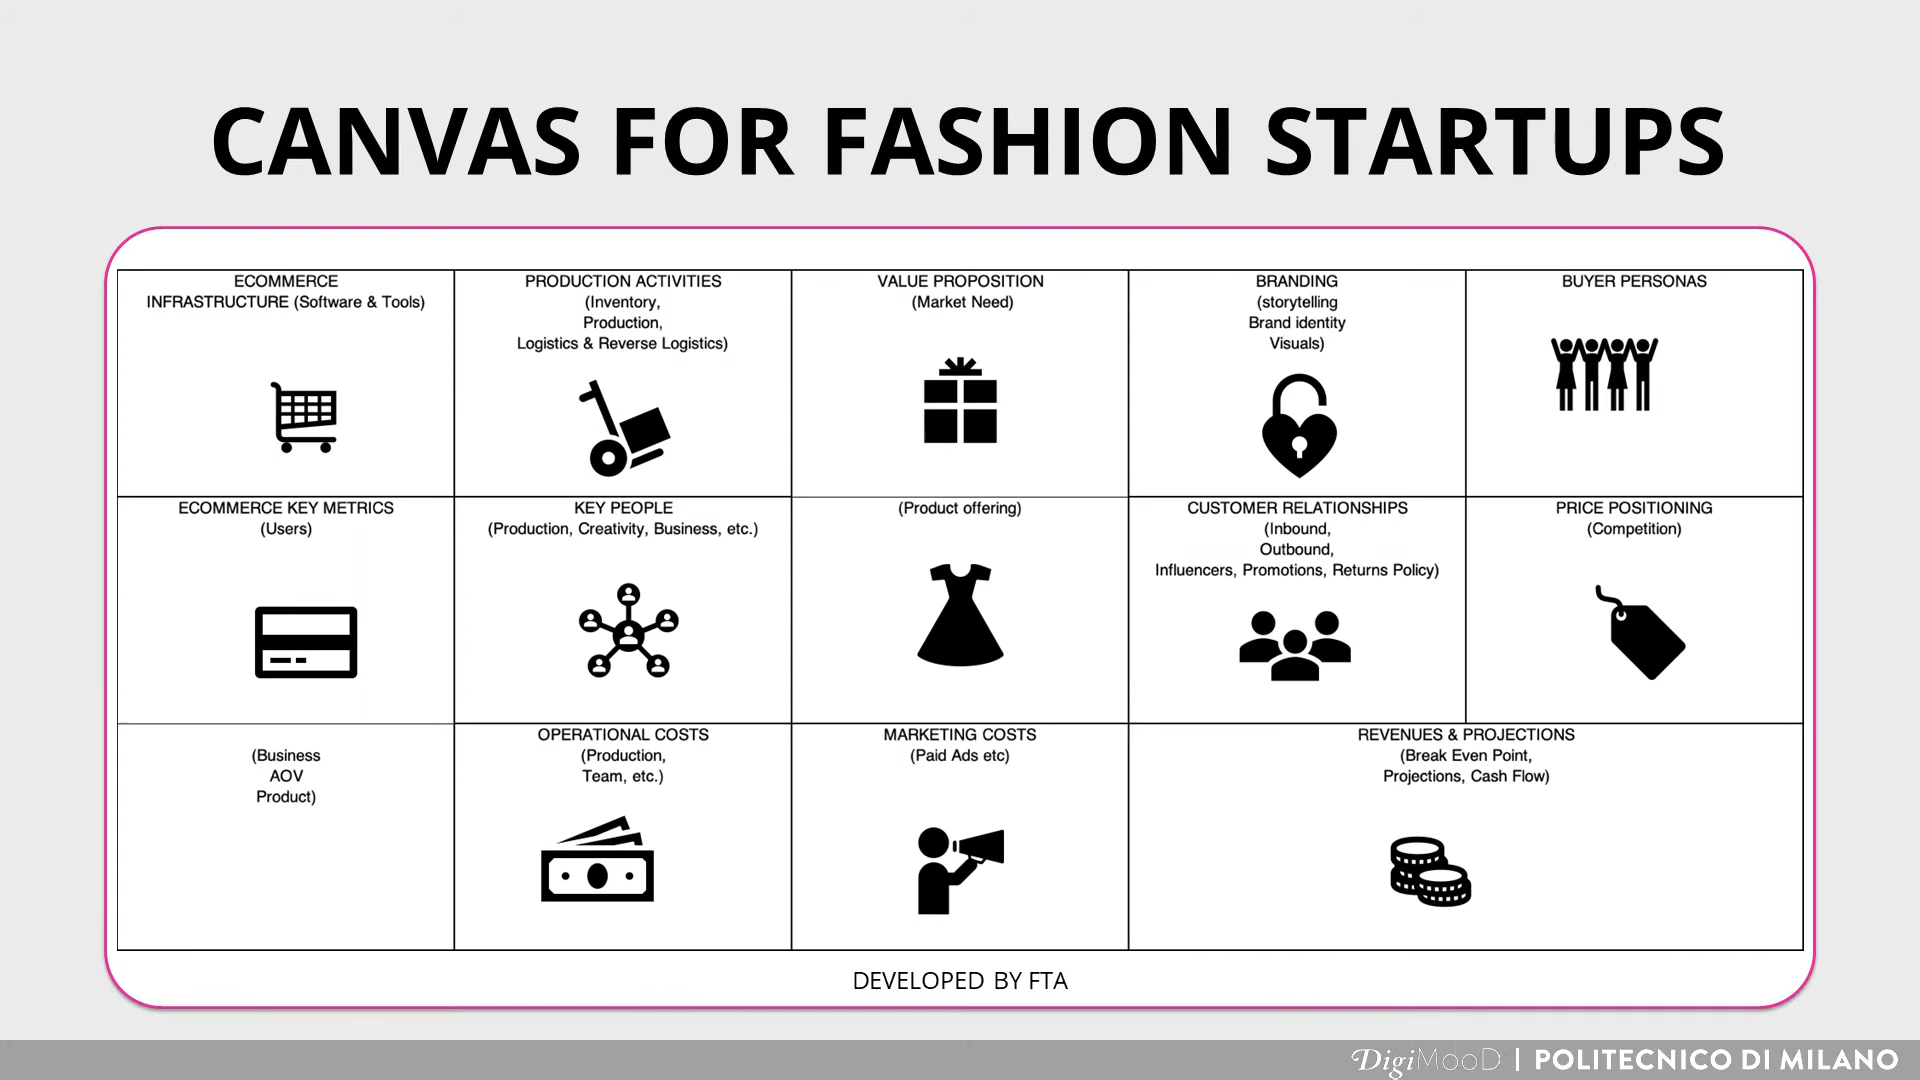 CANVAS FOR FASHION STARTUPS
ECOMMERCE
INFRASTRUCTURE (Software & Tools)
PRODUCTION ACTIVITIES
(Inventory,
Production,
Logistics & Reverse Logistics)
VALUE PROPOSITION
(Market Need)
BRANDING
(storytelling
Brand identity
Visuals)
BUYER PERSONAS
ECOMMERCE KEY METRICS
(Users)
KEY PEOPLE
(Production, Creativity, Business, etc.)
(Product offering)
CUSTOMER RELATIONSHIPS
(Inbound,
Outbound,
Influencers, Promotions, Returns Policy)
PRICE POSITIONING
(Competition)
(Business
AOV
Product)
OPERATIONAL COSTS
(Production,
Team, etc.)
MARKETING COSTS
(Paid Ads etc)
REVENUES & PROJECTIONS
(Break Even Point,
Projections, Cash Flow)
DEVELOPED BY FTA
DigiMooD | POLITECNICO DI MILANO